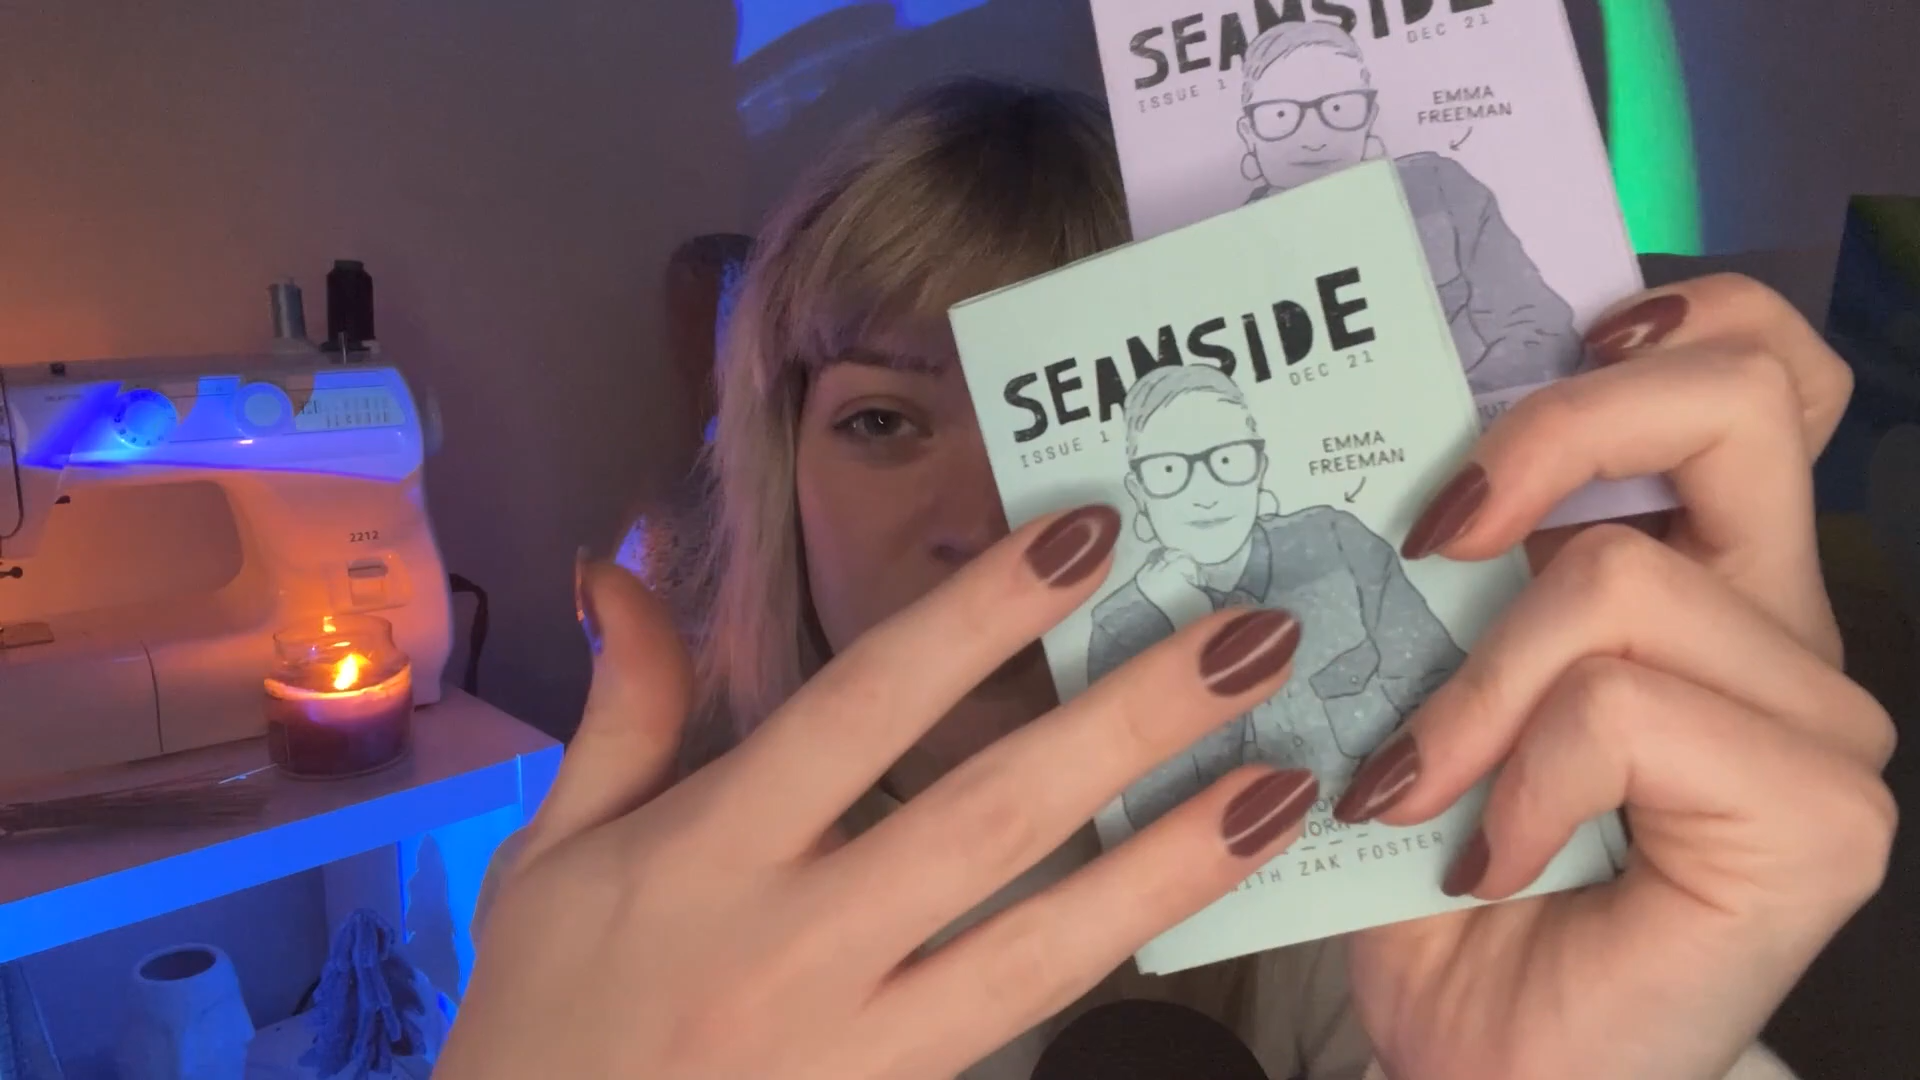 SEAMSIDE
DEC 21
ISSUE 1
EMMA
FREEMAN
SEAMSIDE
DEC 21
ISSUE 1
EMMA
FREEMAN
ZAK FOSTER
2212